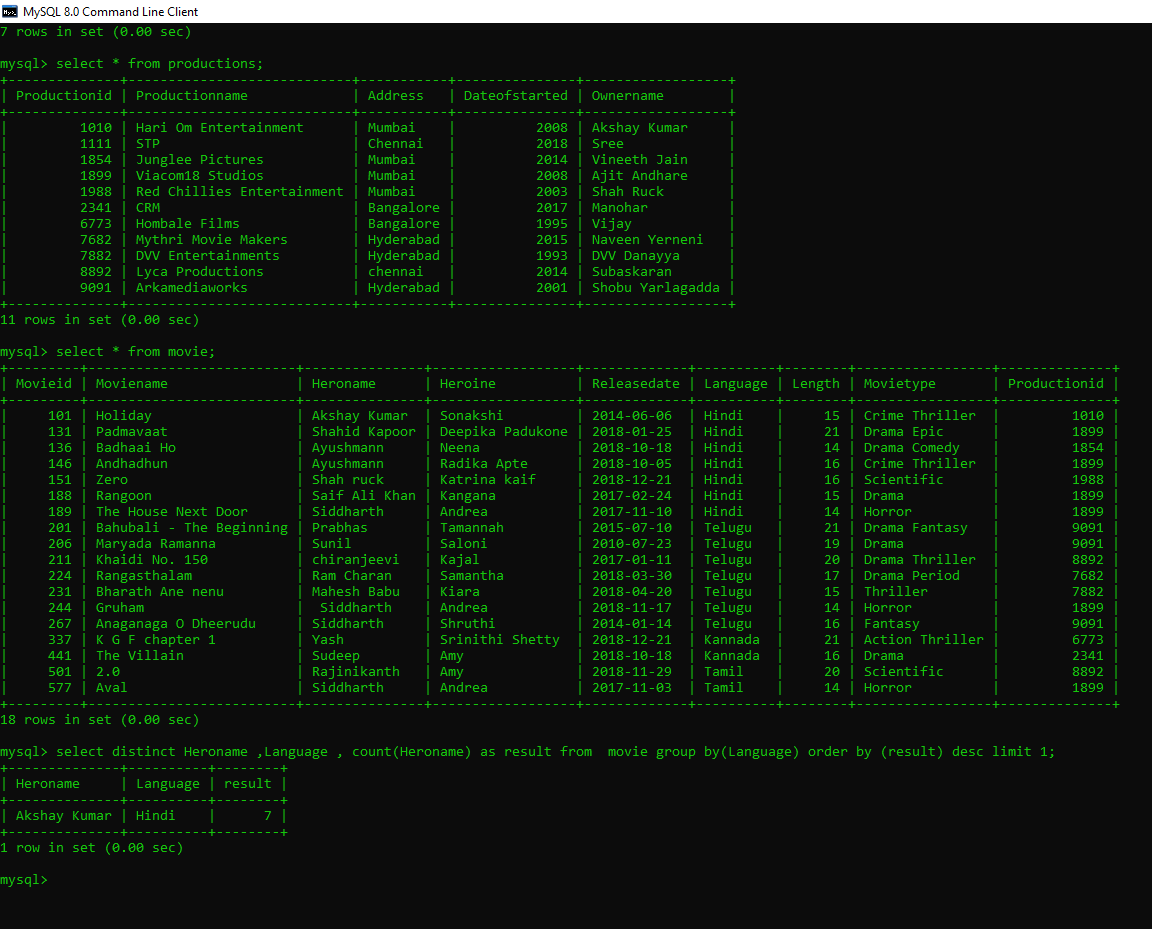 MySQL 8.0 Command Line Client
7 rows in set (0.00 sec)
mysql> select * from productions;
+--------------+----------------------------+-----------+---------------+------------------+
| Productionid | Productionname             | Address   | Dateofstarted | Ownername        |
+--------------+----------------------------+-----------+---------------+------------------+
|         1010 | Hari Om Entertainment      | Mumbai    |          2008 | Akshay Kumar     |
|         1111 | STP                        | Chennai   |          2018 | Sree             |
|         1854 | Junglee Pictures           | Mumbai    |          2014 | Vineeth Jain     |
|         1899 | Viacom18 Studios           | Mumbai    |          2008 | Ajit Andhare     |
|         1988 | Red Chillies Entertainment | Mumbai    |          2003 | Shah Ruck        |
|         2341 | CRM                        | Bangalore |          2017 | Manohar          |
|         6773 | Hombale Films              | Bangalore |          1995 | Vijay            |
|         7682 | Mythri Movie Makers        | Hyderabad |          2015 | Naveen Yerneni   |
|         7882 | DVV Entertainments         | Hyderabad |          1993 | DVV Danayya      |
|         8892 | Lyca Productions           | chennai   |          2014 | Subaskaran       |
|         9091 | Arkamediaworks             | Hyderabad |          2001 | Shobu Yarlagadda |
+--------------+----------------------------+-----------+---------------+------------------+
11 rows in set (0.00 sec)
mysql> select * from movie;
+---------+--------------------------+---------------+------------------+-------------+----------+--------+-----------------+--------------+
| Movieid | Moviename                | Heroname      | Heroine          | Releasedate | Language | Length | Movietype       | Productionid |
+---------+--------------------------+---------------+------------------+-------------+----------+--------+-----------------+--------------+
|     101 | Holiday                  | Akshay Kumar  | Sonakshi         | 2014-06-06  | Hindi    |     15 | Crime Thriller  |         1010 |
|     131 | Padmavaat                | Shahid Kapoor | Deepika Padukone | 2018-01-25  | Hindi    |     21 | Drama Epic      |         1899 |
|     136 | Badhaai Ho               | Ayushmann     | Neena            | 2018-10-18  | Hindi    |     14 | Drama Comedy    |         1854 |
|     146 | Andhadhun                | Ayushmann     | Radika Apte      | 2018-10-05  | Hindi    |     16 | Crime Thriller  |         1899 |
|     151 | Zero                     | Shah ruck     | Katrina kaif     | 2018-12-21  | Hindi    |     16 | Scientific      |         1988 |
|     188 | Rangoon                  | Saif Ali Khan | Kangana          | 2017-02-24  | Hindi    |     15 | Drama           |         1899 |
|     189 | The House Next Door      | Siddharth     | Andrea           | 2017-11-10  | Hindi    |     14 | Horror          |         1899 |
|     201 | Bahubali - The Beginning | Prabhas       | Tamannah         | 2015-07-10  | Telugu   |     21 | Drama Fantasy   |         9091 |
|     206 | Maryada Ramanna          | Sunil         | Saloni           | 2010-07-23  | Telugu   |     19 | Drama           |         9091 |
|     211 | Khaidi No. 150           | chiranjeevi   | Kajal            | 2017-01-11  | Telugu   |     20 | Drama Thriller  |         8892 |
|     224 | Rangasthalam             | Ram Charan    | Samantha         | 2018-03-30  | Telugu   |     17 | Drama Period    |         7682 |
|     231 | Bharath Ane nenu         | Mahesh Babu   | Kiara            | 2018-04-20  | Telugu   |     15 | Thriller        |         7882 |
|     244 | Gruham                   |  Siddharth    | Andrea           | 2018-11-17  | Telugu   |     14 | Horror          |         1899 |
|     267 | Anaganaga O Dheerudu     | Siddharth     | Shruthi          | 2014-01-14  | Telugu   |     16 | Fantasy         |         9091 |
|     337 | K G F chapter 1          | Yash          | Srinithi Shetty  | 2018-12-21  | Kannada  |     21 | Action Thriller |         6773 |
|     441 | The Villain              | Sudeep        | Amy              | 2018-10-18  | Kannada  |     16 | Drama           |         2341 |
|     501 | 2.0                      | Rajinikanth   | Amy              | 2018-11-29  | Tamil    |     20 | Scientific      |         8892 |
|     577 | Aval                     | Siddharth     | Andrea           | 2017-11-03  | Tamil    |     14 | Horror          |         1899 |
+---------+--------------------------+---------------+------------------+-------------+----------+--------+-----------------+--------------+
18 rows in set (0.00 sec)
mysql> select distinct Heroname ,Language , count(Heroname) as result from  movie group by(Language) order by (result) desc limit 1;
+--------------+----------+--------+
| Heroname     | Language | result |
+--------------+----------+--------+
| Akshay Kumar | Hindi    |      7 |
+--------------+----------+--------+
1 row in set (0.00 sec)
mysql>